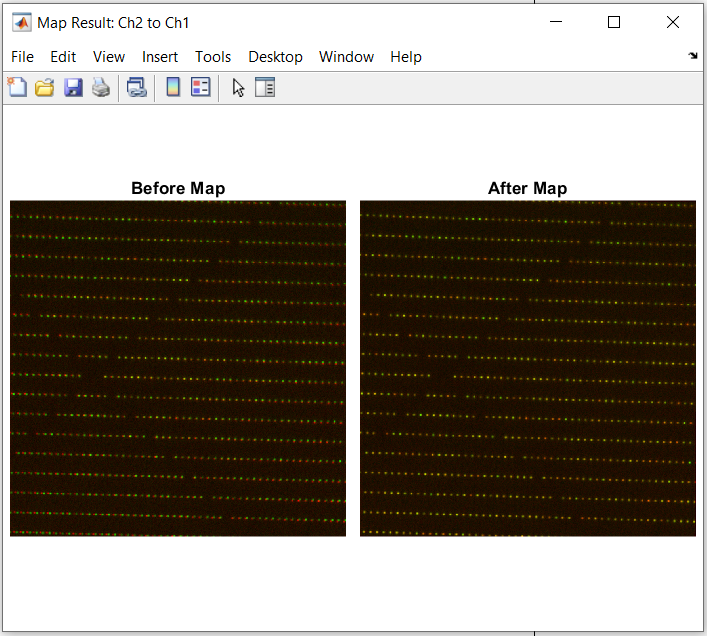 Map Result: Ch2 to Ch1
File Edit View Insert Tools Desktop Window Help
Before Map After Map